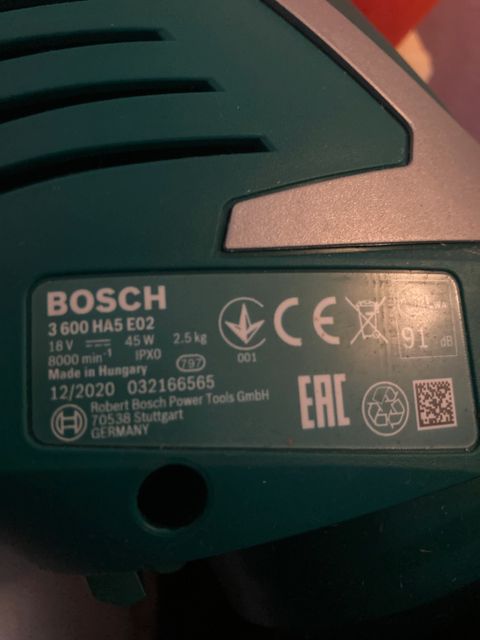 BOSCH
3 600 HA5 E02
18 V 45 W 2.5 kg
8000 min⁻¹ IPX0 797
Made in Hungary
12/2020 032166565
Robert Bosch Power Tools GmbH
70538 Stuttgart
GERMANY
001
CE
91 dB
EAC